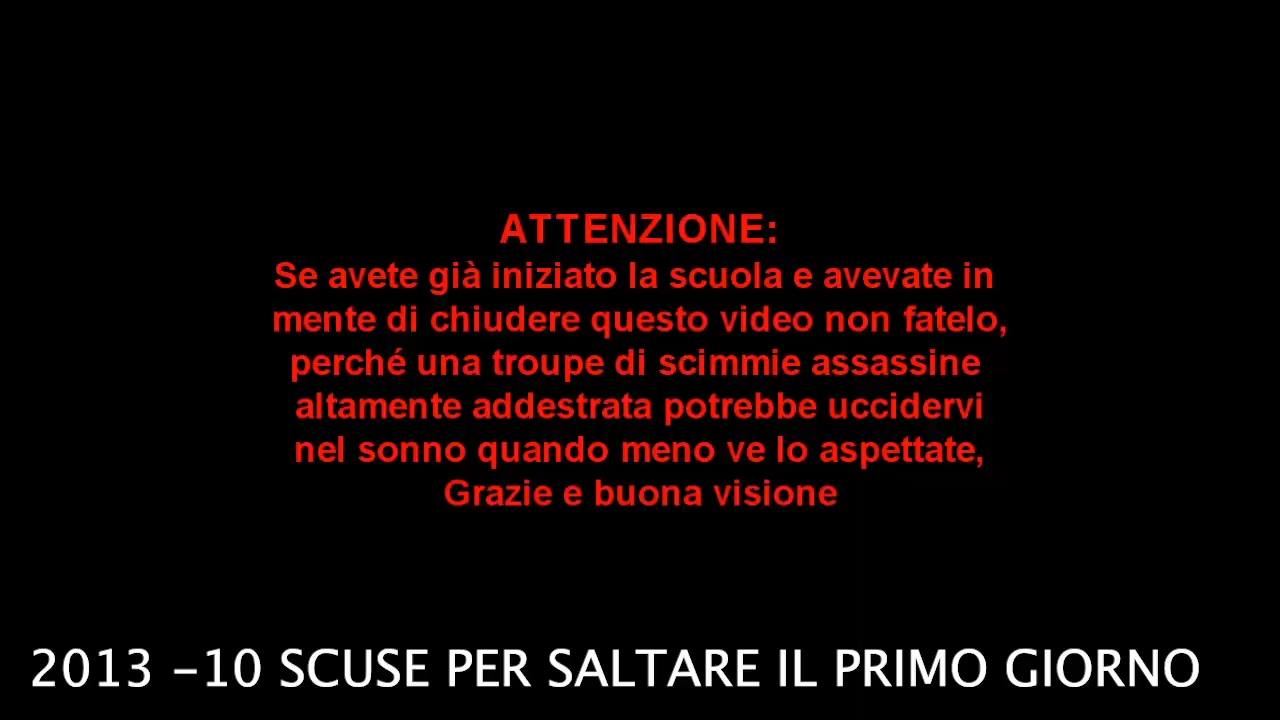 ATTENZIONE:
Se avete già iniziato la scuola e avevate in
mente di chiudere questo video non fatelo,
perché una troupe di scimmie assassine
altamente addestrata potrebbe uccidervi
nel sonno quando meno ve lo aspettate,
Grazie e buona visione
2013 -10 SCUSE PER SALTARE IL PRIMO GIORNO